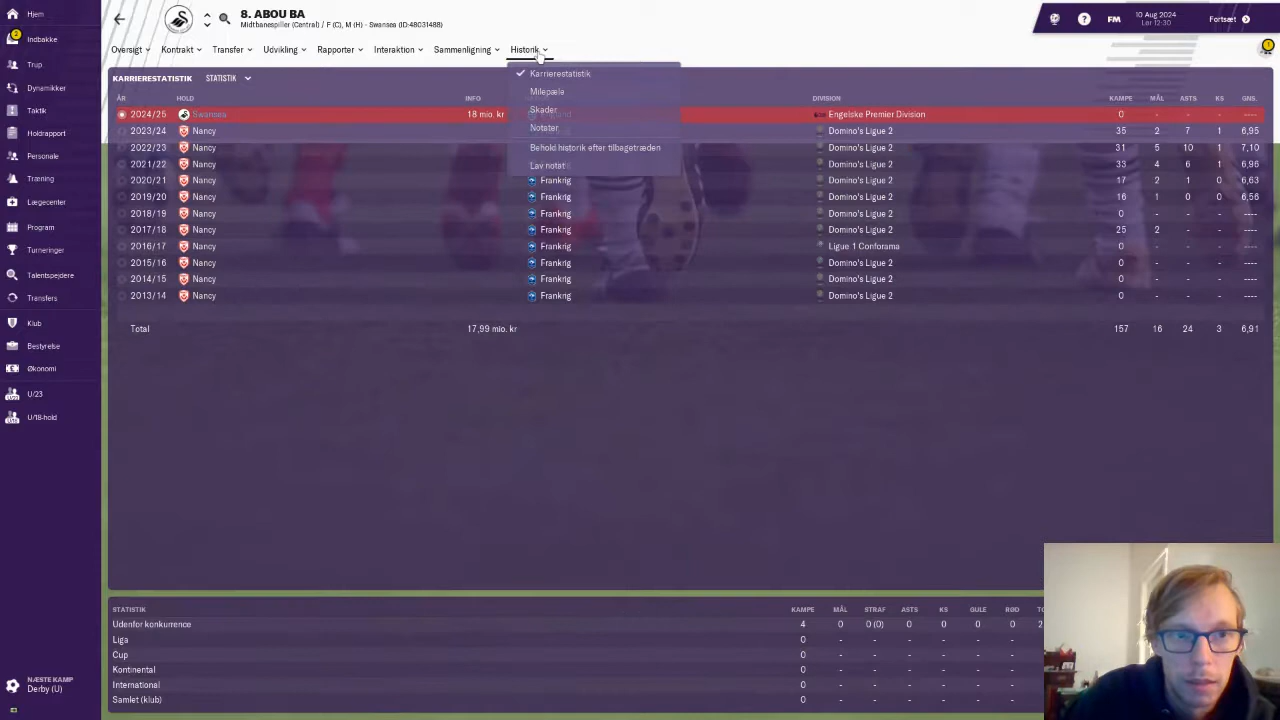 Hjem
Indbakke
2
Trup
Dynamikker
Taktik
Holdrapport
Personale
Træning
Lægecenter
Program
Turneringer
Talentspejdere
Transfers
Klub
Bestyrelse
Økonomi
U/23
U/18-hold
NÆSTE KAMP
Derby (U)
8. ABOU BA
Midtbanespiller (Central) / F (C), M (H) - Swansea (ID:48031488)
FM
10 Aug 2024
Lør 12:30
Fortsæt
1
Oversigt
Kontrakt
Transfer
Udvikling
Rapporter
Interaktion
Sammenligning
Historik
Karrierestatistik
Milepæle
Skader
Notater
Behold historik efter tilbagetræden
Lav notat
KARRIERESTATISTIK STATISTIK
ÅR HOLD INFO DIVISION KAMPE MÅL ASTS KS GNS.
2024/25 Swansea 18 mio. kr Engelske Premier Division 0 - - - ----
2023/24 Nancy Domino's Ligue 2 35 2 7 1 6,95
2022/23 Nancy Domino's Ligue 2 31 5 10 1 7,10
2021/22 Nancy Domino's Ligue 2 33 4 6 1 6,96
2020/21 Nancy Frankrig Domino's Ligue 2 17 2 1 0 6,63
2019/20 Nancy Frankrig Domino's Ligue 2 16 1 0 0 6,56
2018/19 Nancy Frankrig Domino's Ligue 2 0 - - - ----
2017/18 Nancy Frankrig Domino's Ligue 2 25 2 - - ----
2016/17 Nancy Frankrig Ligue 1 Conforama 0 - - - ----
2015/16 Nancy Frankrig Domino's Ligue 2 0 - - - ----
2014/15 Nancy Frankrig Domino's Ligue 2 0 - - - ----
2013/14 Nancy Frankrig Domino's Ligue 2 0 - - - ----
Total 17,99 mio. kr 157 16 24 3 6,91
STATISTIK KAMPE MÅL STRAF ASTS KS GULE RØD
Udenfor konkurrence 4 0 0 (0) 0 0 0 0
Liga 0 - - - - - -
Cup 0 - - - - - -
Kontinental 0 - - - - - -
International 0 - - - - - -
Samlet (klub) 0 - - - - - -